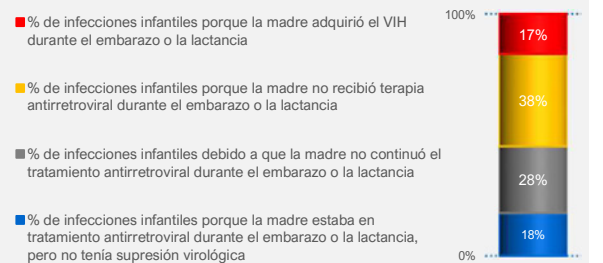 % de infecciones infantiles porque la madre adquirió el VIH
durante el embarazo o la lactancia
% de infecciones infantiles porque la madre no recibió terapia
antirretroviral durante el embarazo o la lactancia
% de infecciones infantiles debido a que la madre no continuó el
tratamiento antirretroviral durante el embarazo o la lactancia
% de infecciones infantiles porque la madre estaba en
tratamiento antirretroviral durante el embarazo o la lactancia,
pero no tenía supresión virológica
100%
17%
38%
28%
18%
0%